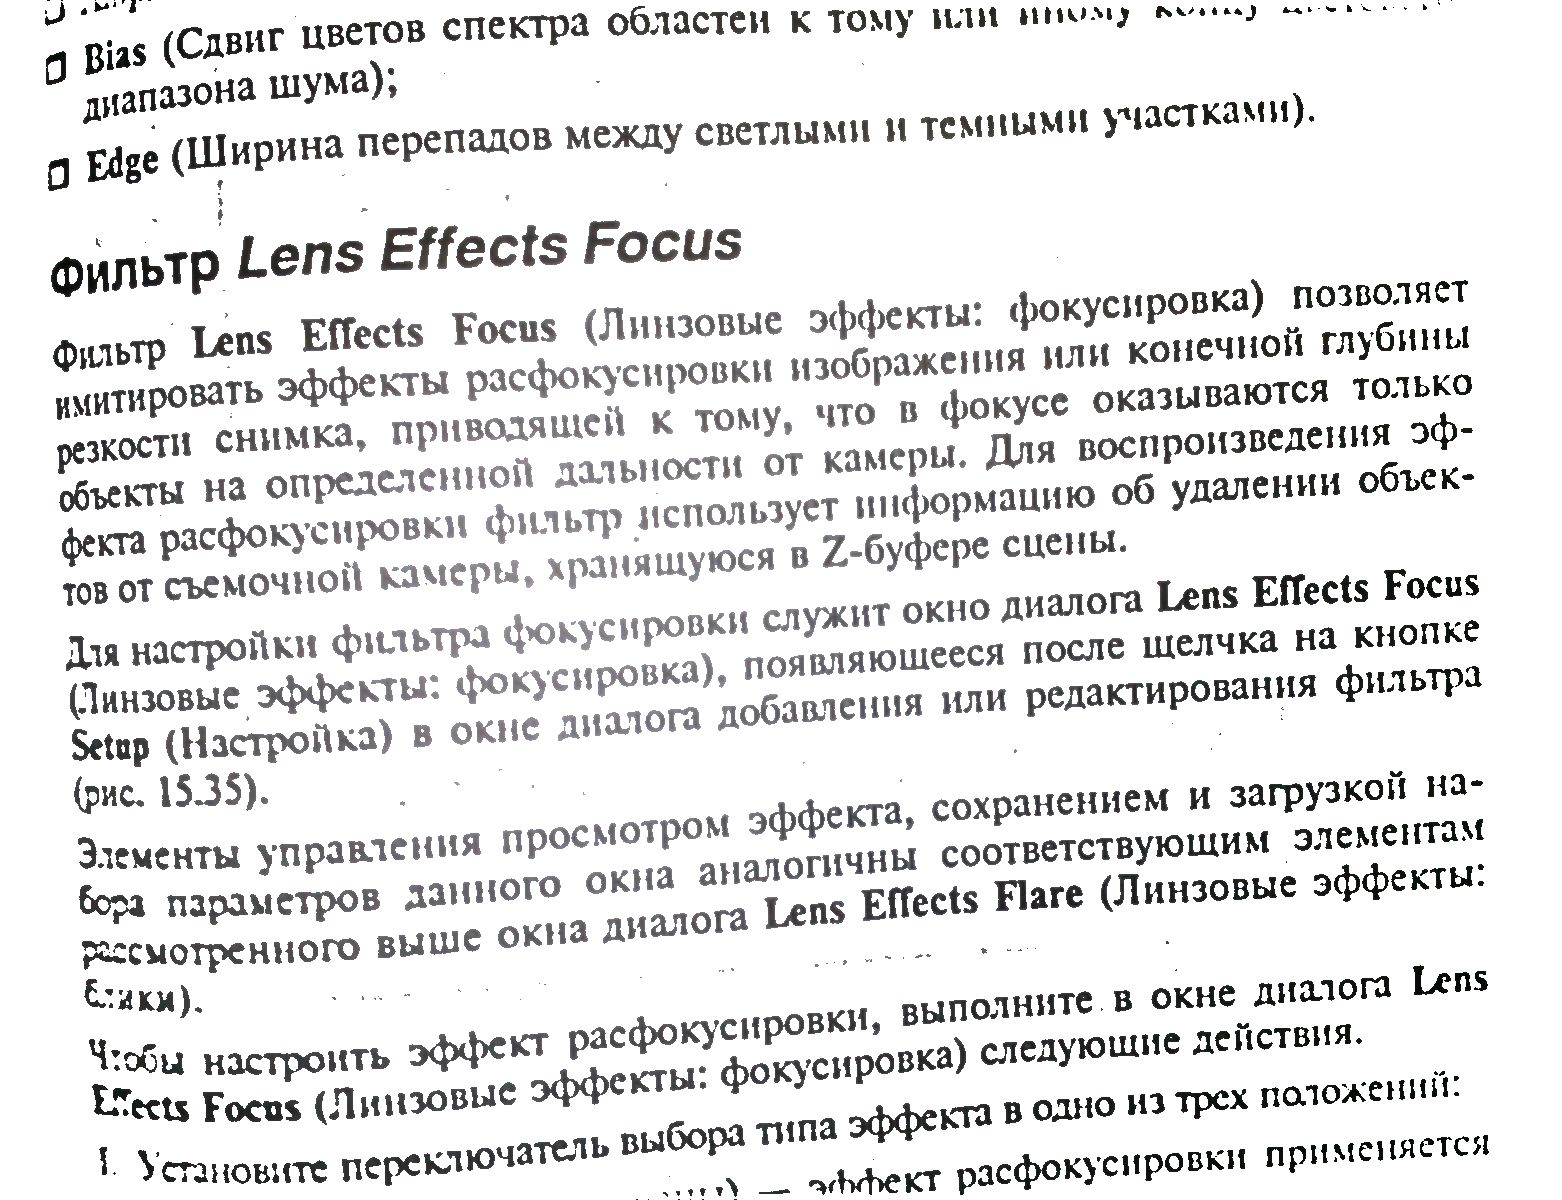 ❒ Bias (Сдвиг цветов спектра областей к тому или иному концу
диапазона шума);
❒ Edge (Ширина перепадов между светлыми и темными участками).
Фильтр Lens Effects Focus
Фильтр Lens Effects Focus (Линзовые эффекты: фокусировка) позволяет
имитировать эффекты расфокусировки изображения или конечной глубины
резкости снимка, приводящей к тому, что в фокусе оказываются только
объекты на определенной дальности от камеры. Для воспроизведения эф-
фекта расфокусировки фильтр использует информацию об удалении объек-
тов от съемочной камеры, хранящуюся в Z-буфере сцены.
Для настройки фильтра фокусировки служит окно диалога Lens Effects Focus
(Линзовые эффекты: фокусировка), появляющееся после щелчка на кнопке
Setup (Настройка) в окне диалога добавления или редактирования фильтра
(рис. 15.35).
Элементы управления просмотром эффекта, сохранением и загрузкой на-
бора параметров данного окна аналогичны соответствующим элементам
рассмотренного выше окна диалога Lens Effects Flare (Линзовые эффекты:
блики).
Чтобы настроить эффект расфокусировки, выполните в окне диалога Lens
Effects Focus (Линзовые эффекты: фокусировка) следующие действия.
1. Установите переключатель выбора типа эффекта в одно из трех положений:
— эффект расфокусировки применяется